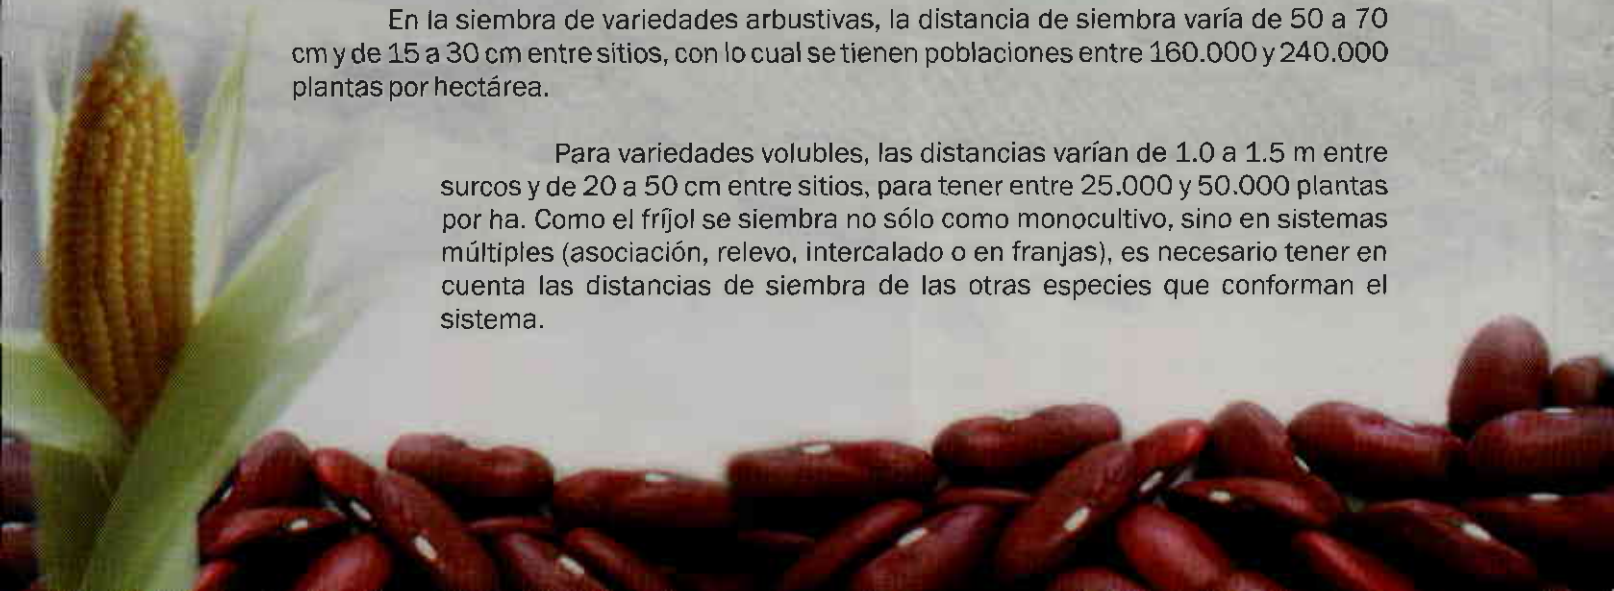 En la siembra de variedades arbustivas, la distancia de siembra varía de 50 a 70
cm y de 15 a 30 cm entre sitios, con lo cual se tienen poblaciones entre 160.000 y 240.000
plantas por hectárea.
Para variedades volubles, las distancias varían de 1.0 a 1.5 m entre
surcos y de 20 a 50 cm entre sitios, para tener entre 25.000 y 50.000 plantas
por ha. Como el fríjol se siembra no sólo como monocultivo, sino en sistemas
múltiples (asociación, relevo, intercalado o en franjas), es necesario tener en
cuenta las distancias de siembra de las otras especies que conforman el
sistema.